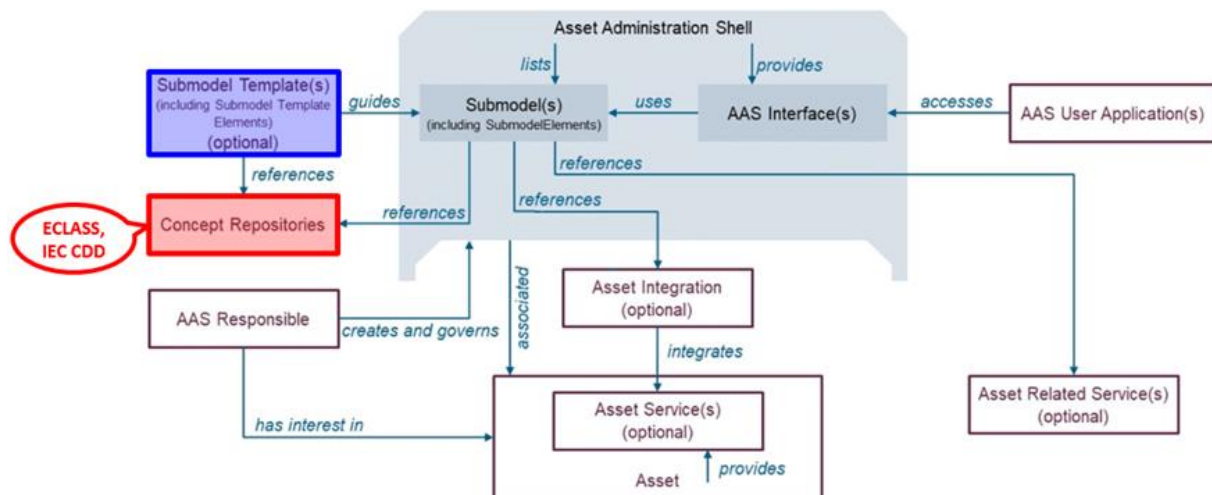 Asset Administration Shell
lists
provides
Submodel Template(s)
(including Submodel Template
Elements)
(optional)
guides
Submodel(s)
(including SubmodelElements)
uses
AAS Interface(s)
accesses
AAS User Application(s)
references
references
references
references
ECLASS,
IEC CDD
Concept Repositories
AAS Responsible
creates and governs
associated
Asset Integration
(optional)
integrates
has interest in
Asset Service(s)
(optional)
provides
Asset
Asset Related Service(s)
(optional)